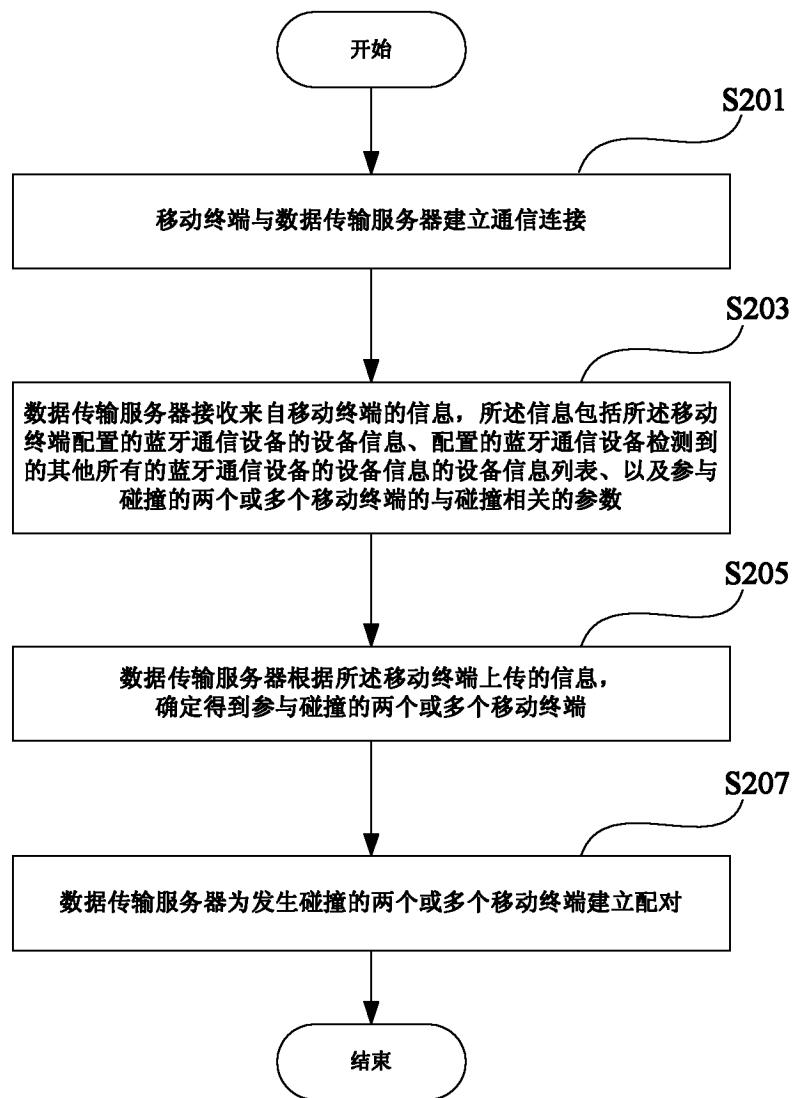 开始
S201
移动终端与数据传输服务器建立通信连接
S203
数据传输服务器接收来自移动终端的信息，所述信息包括所述移动
终端配置的蓝牙通信设备的设备信息、配置的蓝牙通信设备检测到
的其他所有的蓝牙通信设备的设备信息的设备信息列表、以及参与
碰撞的两个或多个移动终端的与碰撞相关的参数
S205
数据传输服务器根据所述移动终端上传的信息，
确定得到参与碰撞的两个或多个移动终端
S207
数据传输服务器为发生碰撞的两个或多个移动终端建立配对
结束